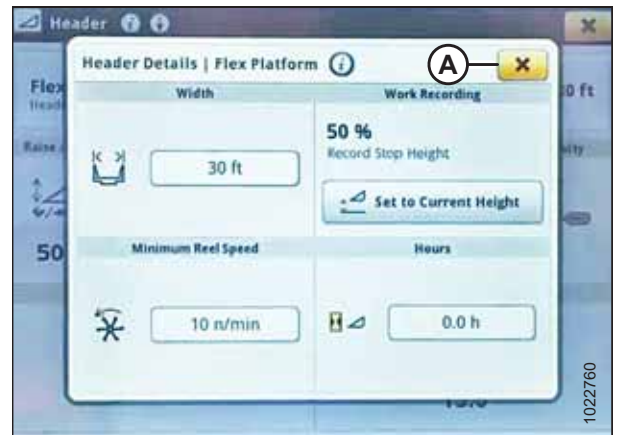 Header
Header Details | Flex Platform
A
Flex
0 ft
Width
Work Recording
50 %
Record Stop Height
30 ft
Set to Current Height
50
Minimum Reel Speed
Hours
10 n/min
0.0 h
1022760